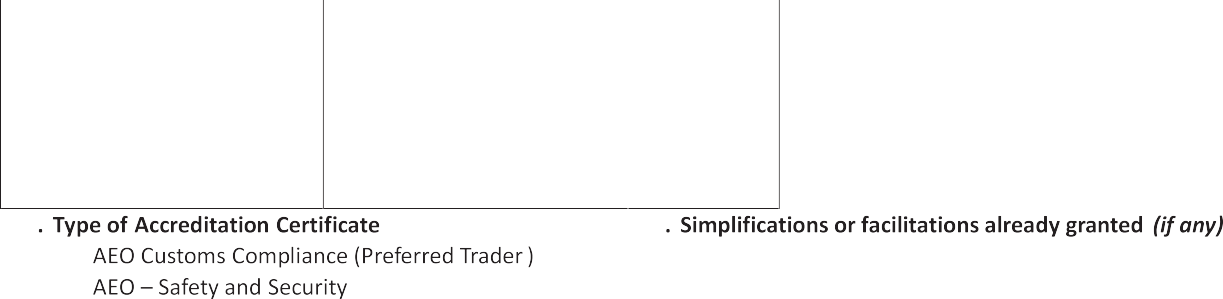 . Type of Accreditation Certificate
. Simplifications or facilitations already granted (if any)
AEO Customs Compliance (Preferred Trader )
AEO – Safety and Security